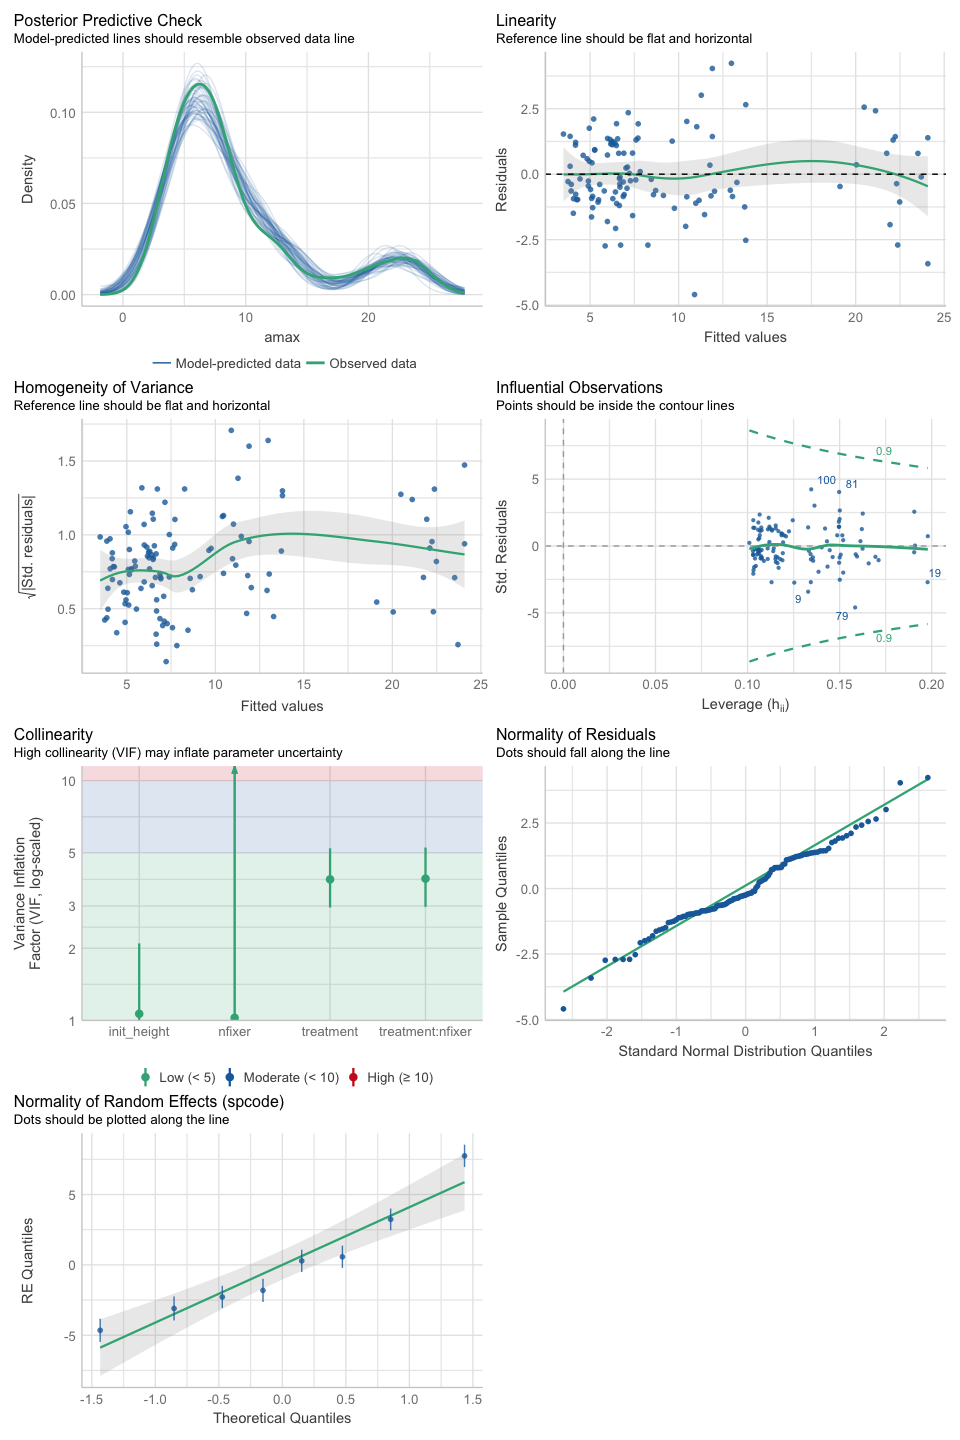 Posterior Predictive Check
Model-predicted lines should resemble observed data line
Density
0.10
0.05
0.00
0
10
20
amax
Model-predicted data
Observed data
Linearity
Reference line should be flat and horizontal
Residuals
2.5
0.0
-2.5
-5.0
5
10
15
20
25
Fitted values
Homogeneity of Variance
Reference line should be flat and horizontal
√|Std. residuals|
1.5
1.0
0.5
5
10
15
20
25
Fitted values
Influential Observations
Points should be inside the contour lines
Std. Residuals
5
0
-5
0.9
100
81
19
9
79
0.9
0.00
0.05
0.10
0.15
0.20
Leverage (hii)
Collinearity
High collinearity (VIF) may inflate parameter uncertainty
Variance Inflation
Factor (VIF, log-scaled)
10
5
3
2
1
init_height
nfixer
treatment
treatment:nfixer
Low (< 5)
Moderate (< 10)
High (≥ 10)
Normality of Residuals
Dots should fall along the line
Sample Quantiles
2.5
0.0
-2.5
-5.0
-2
-1
0
1
2
Standard Normal Distribution Quantiles
Normality of Random Effects (spcode)
Dots should be plotted along the line
RE Quantiles
5
0
-5
-1.5
-1.0
-0.5
0.0
0.5
1.0
1.5
Theoretical Quantiles